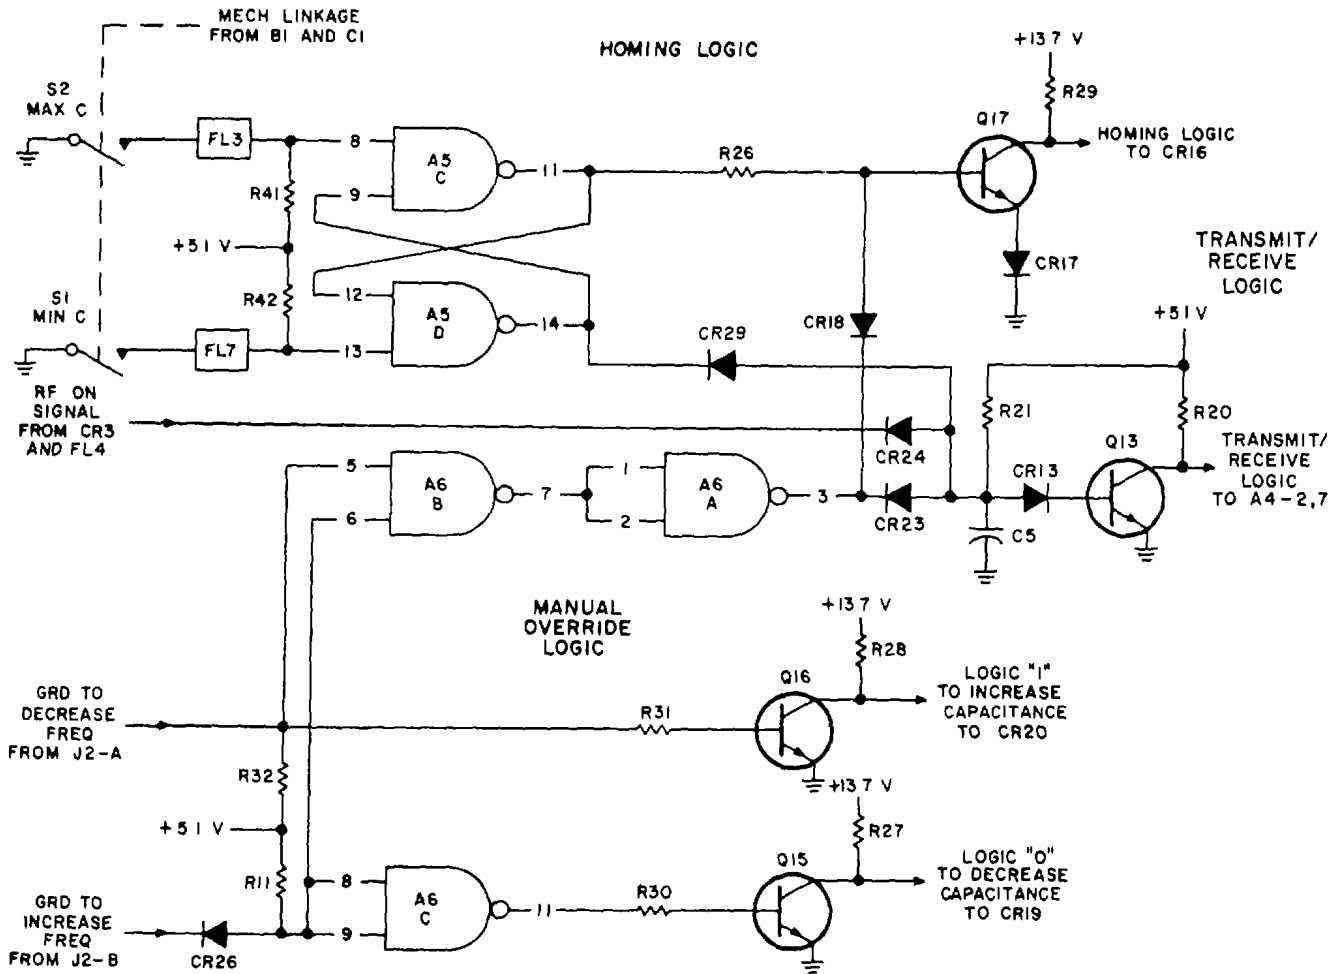 MECH LINKAGE
FROM B1 AND C1
HOMING LOGIC
+13.7 V
S2
MAX C
R29
Q17
FL3
8
A5
C
11
R26
HOMING LOGIC
TO CR16
R41
9
+5.1 V
CR17
TRANSMIT/
RECEIVE
LOGIC
S1
MIN C
R42
12
A5
D
14
CR18
+5.1V
FL7
13
CR29
RF ON
SIGNAL
FROM CR3
AND FL4
R21
R20
CR24
Q13
TRANSMIT/
RECEIVE
LOGIC
TO A4-2,7
5
A6
B
7
1
A6
A
3
CR13
6
2
CR23
C5
MANUAL
OVERRIDE
LOGIC
+13.7 V
R28
Q16
LOGIC "1"
TO INCREASE
CAPACITANCE
TO CR20
GRD TO
DECREASE
FREQ
FROM J2-A
R31
R32
+13.7 V
+5.1 V
R27
R11
Q15
LOGIC "0"
TO DECREASE
CAPACITANCE
TO CR19
8
A6
C
11
R30
GRD TO
INCREASE
FREQ
FROM J2-B
9
CR26